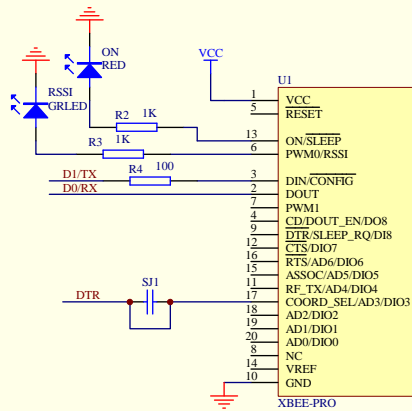 ON
RED
VCC
U1
RSSI
GRLED
1 VCC
5 RESET
R2 1K
13 ON/SLEEP
R3 1K
6 PWM0/RSSI
D1/TX R4 100
3 DIN/CONFIG
D0/RX 2 DOUT
7 PWM1
4 CD/DOUT_EN/DO8
9 DTR/SLEEP_RQ/DI8
12 CTS/DIO7
16 RTS/AD6/DIO6
15 ASSOC/AD5/DIO5
11 RF_TX/AD4/DIO4
SJ1
DTR 17 COORD_SEL/AD3/DIO3
18 AD2/DIO2
19 AD1/DIO1
20 AD0/DIO0
8 NC
14 VREF
10 GND
XBEE-PRO